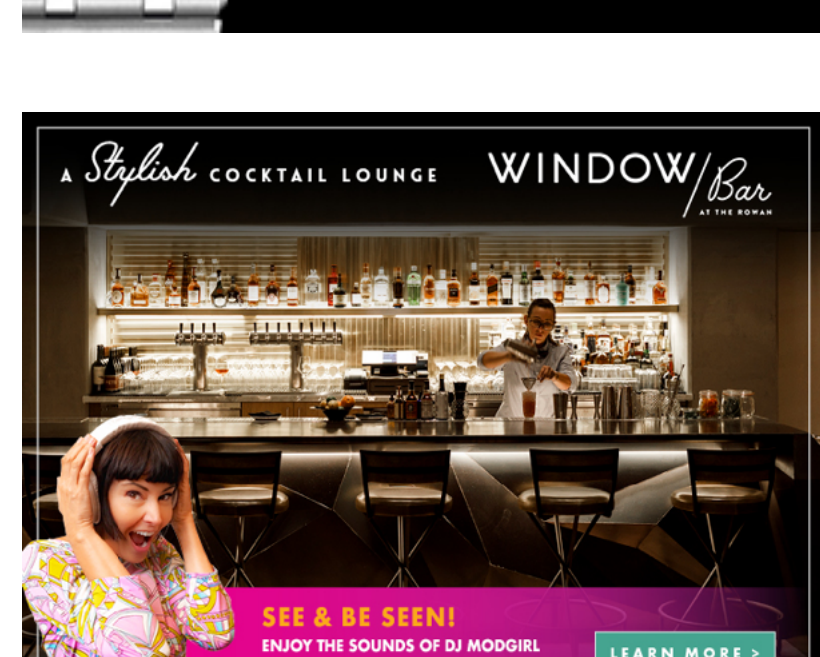 A Stylish COCKTAIL LOUNGE
WINDOW/Bar
AT THE ROWAN
SEE & BE SEEN!
ENJOY THE SOUNDS OF DJ MODGIRL
LEARN MORE >